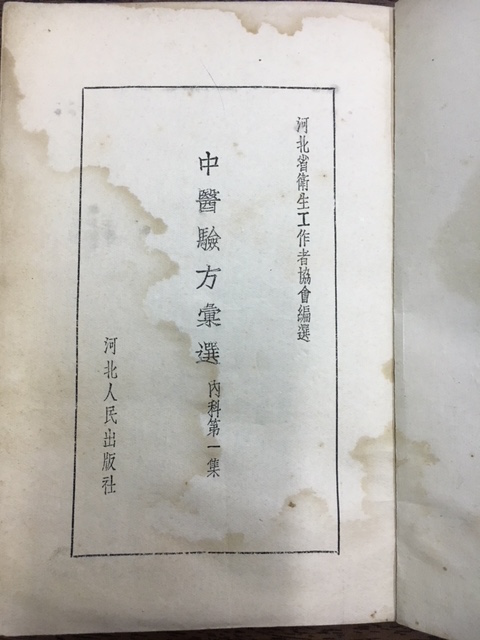 河北省衞生工作者協會編選
中醫驗方彙選 內科第一集
河北人民出版社